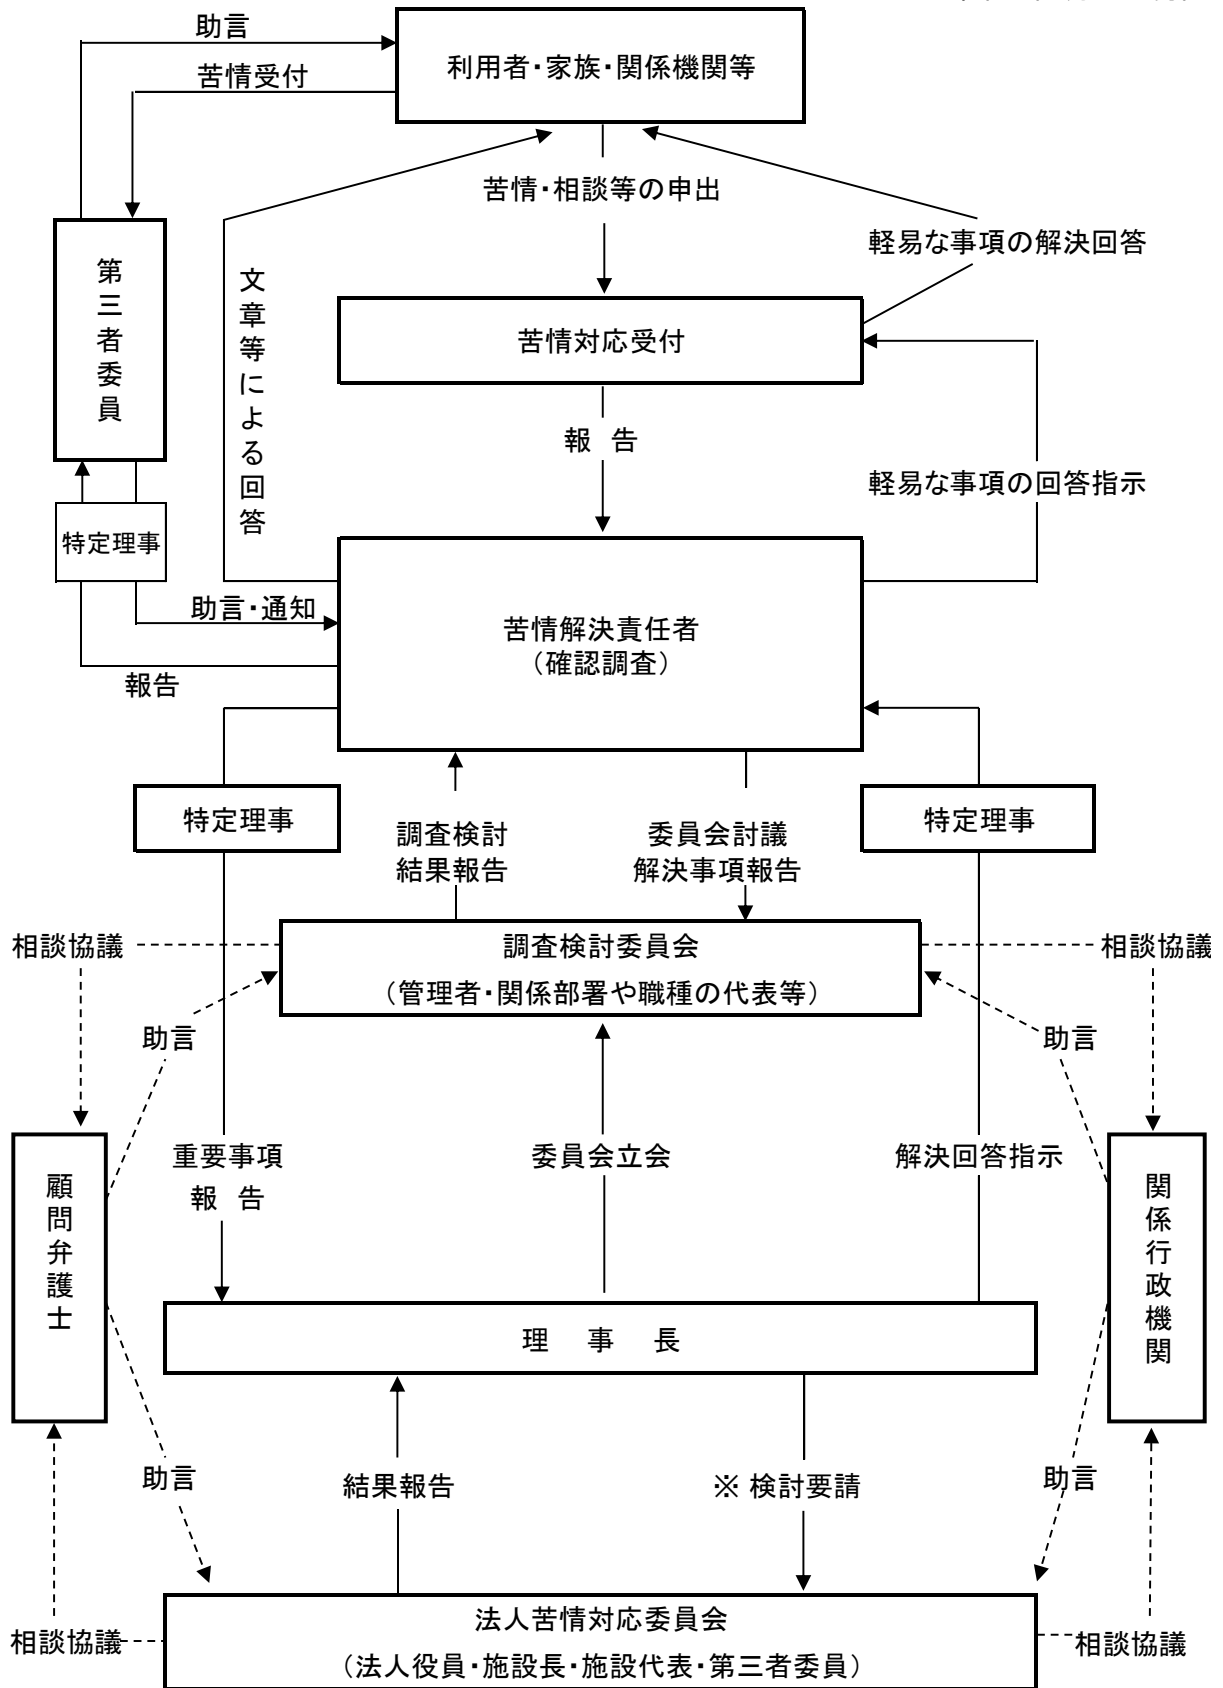 助言
利用者・家族・関係機関等
苦情受付
苦情・相談等の申出
軽易な事項の解決回答
第三者委員
文章等による回答
苦情対応受付
報 告
軽易な事項の回答指示
特定理事
助言・通知
苦情解決責任者
（確認調査）
報告
特定理事
特定理事
調査検討
結果報告
委員会討議
解決事項報告
相談協議
調査検討委員会
（管理者・関係部署や職種の代表等）
相談協議
助言
助言
顧問弁護士
重要事項
報 告
委員会立会
解決回答指示
関係行政機関
理 事 長
助言
結果報告
※ 検討要請
助言
相談協議
法人苦情対応委員会
（法人役員・施設長・施設代表・第三者委員）
相談協議